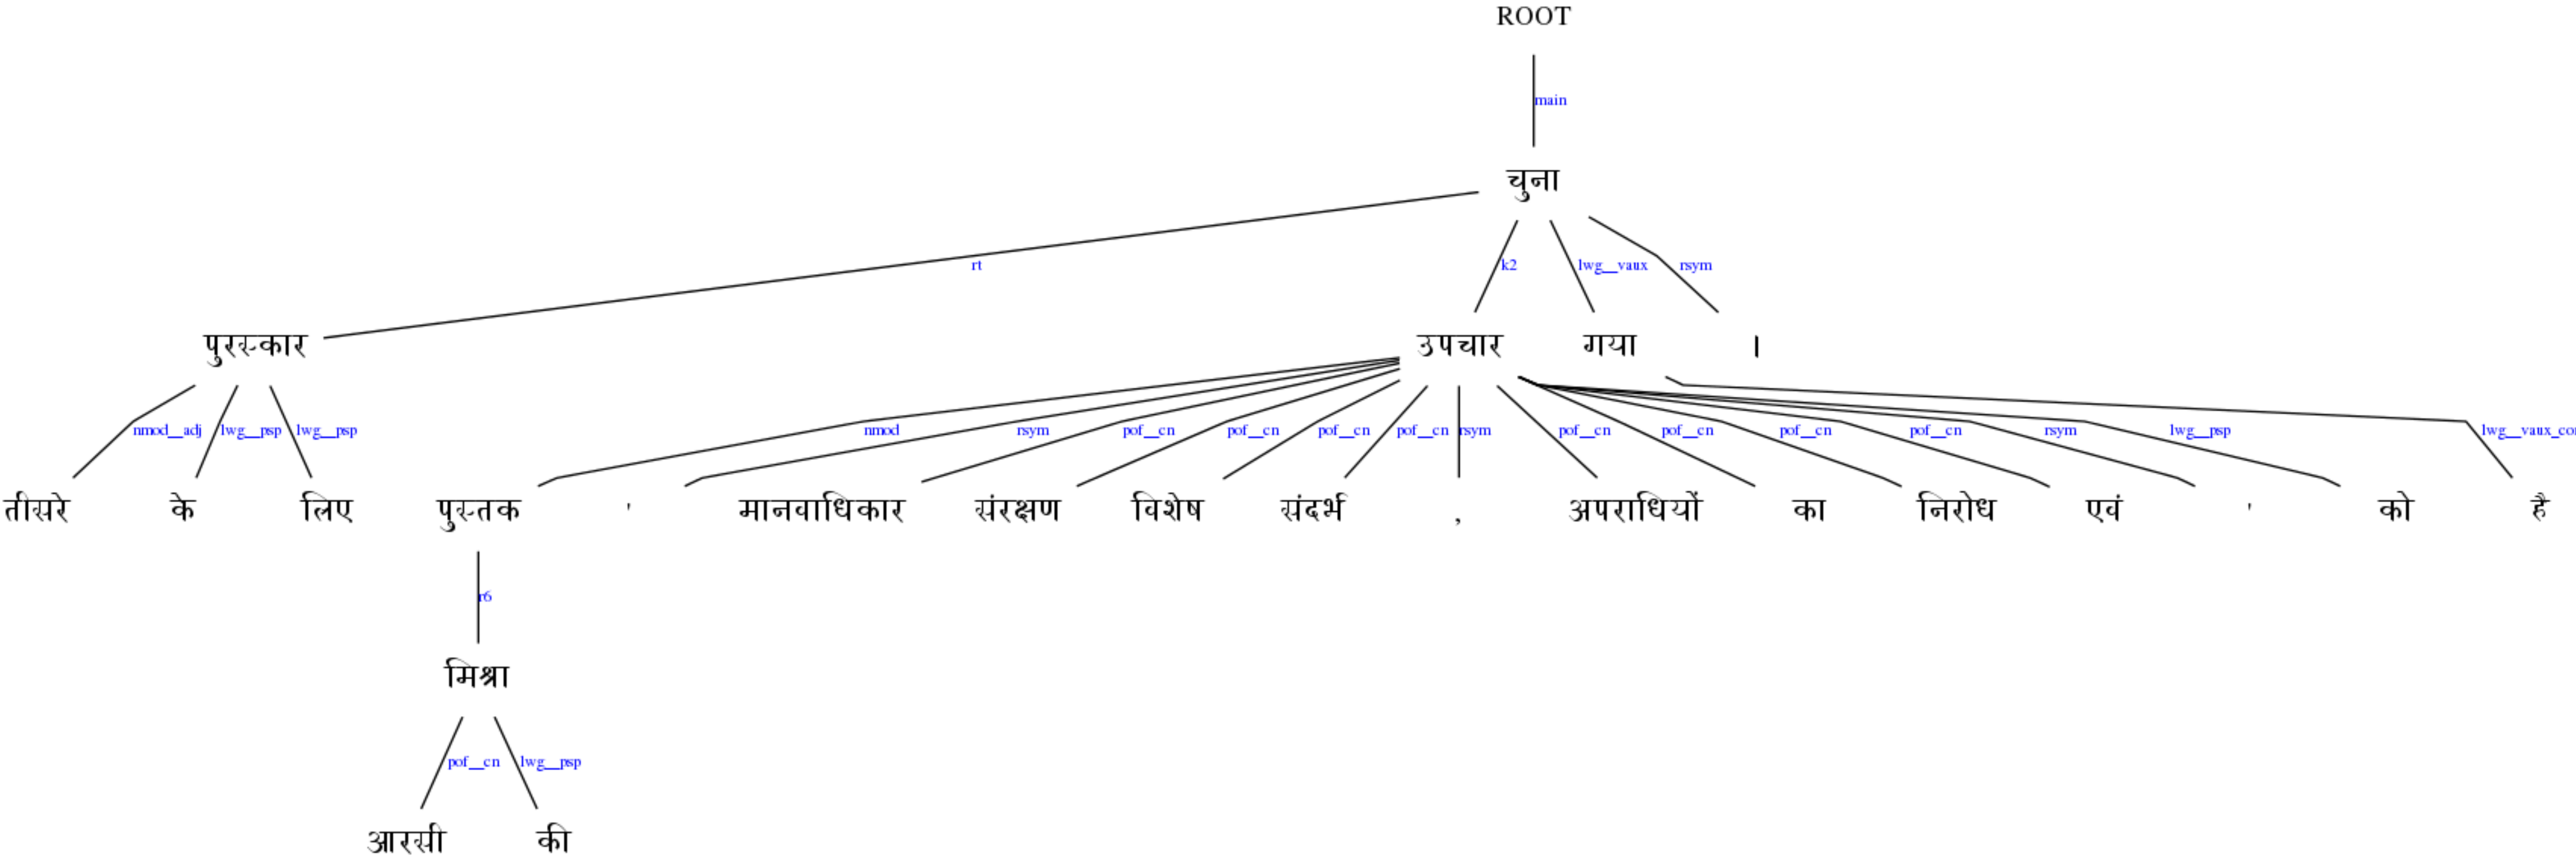 ROOT
main
चुना
rt k2 lwg__vaux rsym
पुरस्कार उपचार गया ।
nmod__adj lwg__psp lwg__psp nmod rsym pof__cn pof__cn pof__cn pof__cn rsym pof__cn pof__cn pof__cn pof__cn rsym lwg__psp lwg__vaux_co
तीसरे के लिए पुस्तक ' मानवाधिकार संरक्षण विशेष संदर्भ , अपराधियों का निरोध एवं ' को है
r6
मिश्रा
pof__cn lwg__psp
आरसी की